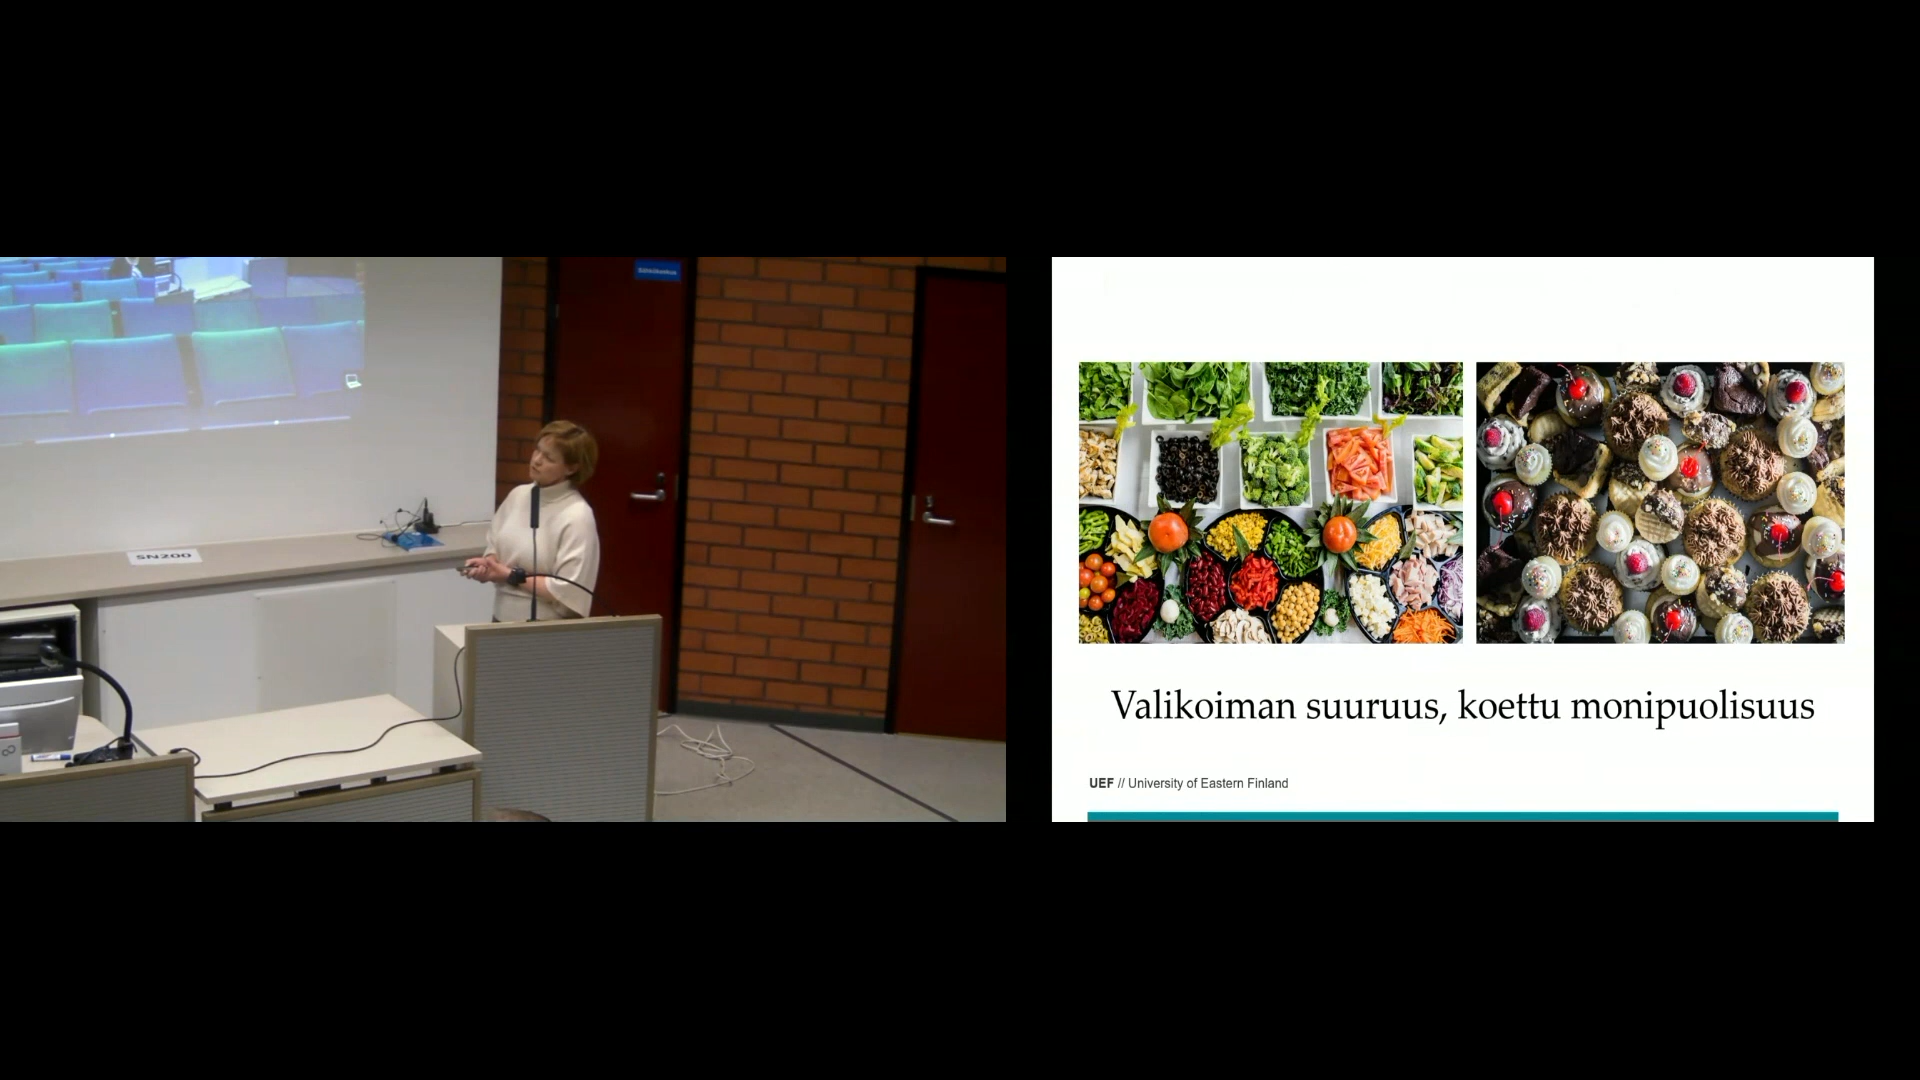 SN200
Valikoiman suuruus, koettu monipuolisuus
UEF // University of Eastern Finland